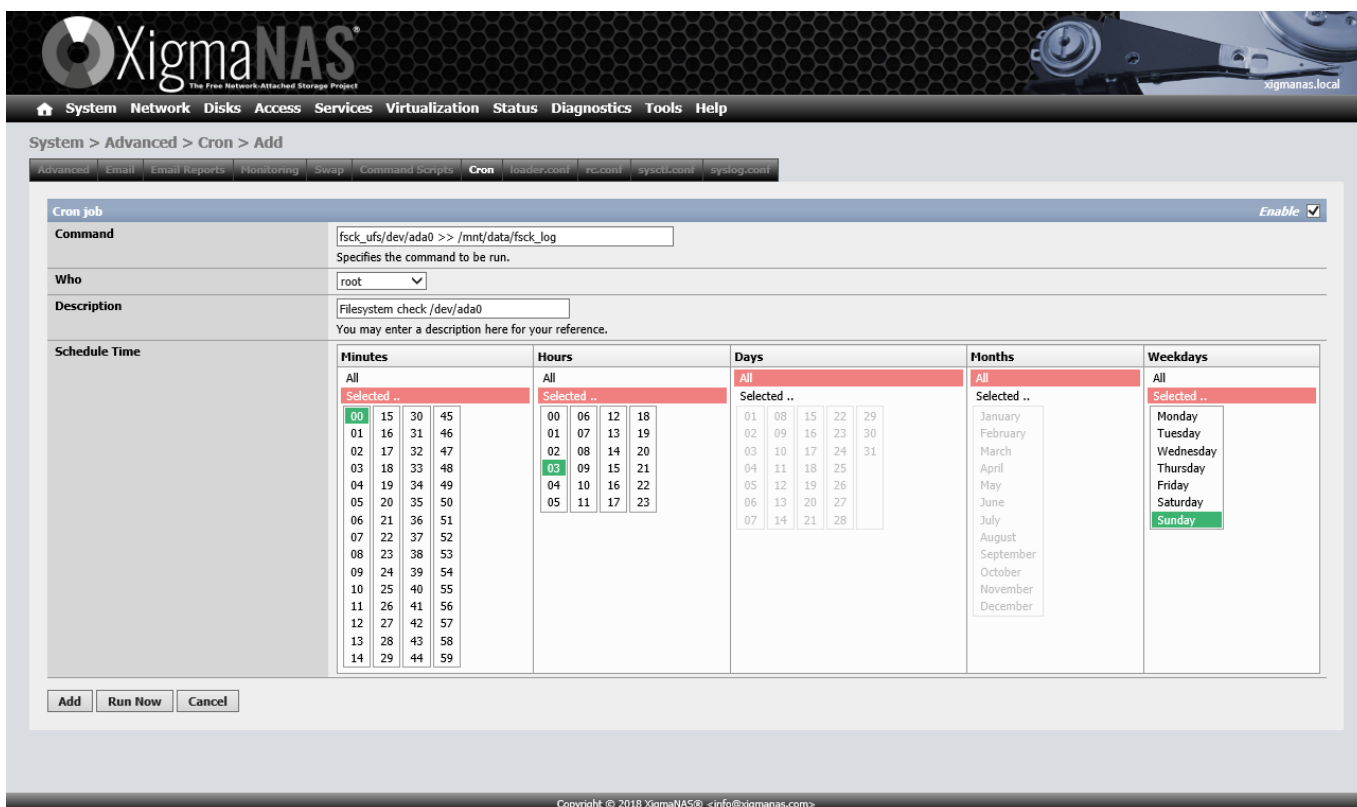 XigmaNAS®
The Free Network-Attached Storage Project
xigmanas.local
System Network Disks Access Services Virtualization Status Diagnostics Tools Help
System > Advanced > Cron > Add
Advanced Email Email Reports Monitoring Swap Command Scripts Cron loader.conf rc.conf sysctl.conf syslog.conf
Cron job Enable
Command
fsck_ufs/dev/ada0 >> /mnt/data/fsck_log
Specifies the command to be run.
Who
root
Description
Filesystem check /dev/ada0
You may enter a description here for your reference.
Schedule Time
Minutes Hours Days Months Weekdays
All All All All All
Selected .. Selected .. Selected .. Selected .. Selected ..
00 15 30 45 00 06 12 18 01 08 15 22 29 January Monday
01 16 31 46 01 07 13 19 02 09 16 23 30 February Tuesday
02 17 32 47 02 08 14 20 03 10 17 24 31 March Wednesday
03 18 33 48 03 09 15 21 04 11 18 25 April Thursday
04 19 34 49 04 10 16 22 05 12 19 26 May Friday
05 20 35 50 05 11 17 23 06 13 20 27 June Saturday
06 21 36 51 07 14 21 28 July Sunday
07 22 37 52 August
08 23 38 53 September
09 24 39 54 October
10 25 40 55 November
11 26 41 56 December
12 27 42 57
13 28 43 58
14 29 44 59
Add Run Now Cancel
Copyright © 2018 XigmaNAS® <info@xigmanas.com>